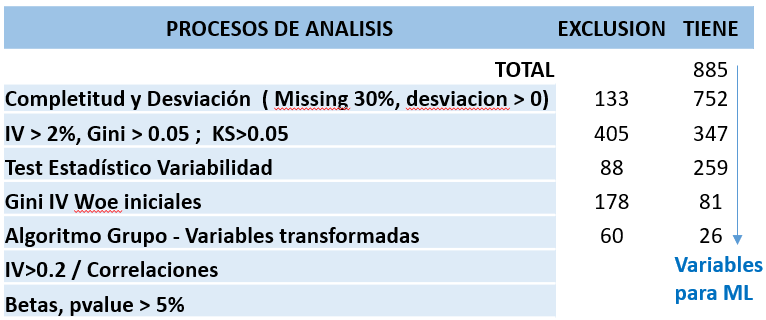 PROCESOS DE ANALISIS EXCLUSION TIENE
TOTAL 885
Completitud y Desviación ( Missing 30%, desviacion > 0) 133 752
IV > 2%, Gini > 0.05 ; KS>0.05 405 347
Test Estadístico Variabilidad 88 259
Gini IV Woe iniciales 178 81
Algoritmo Grupo - Variables transformadas 60 26
IV>0.2 / Correlaciones
Variables
para ML
Betas, pvalue > 5%